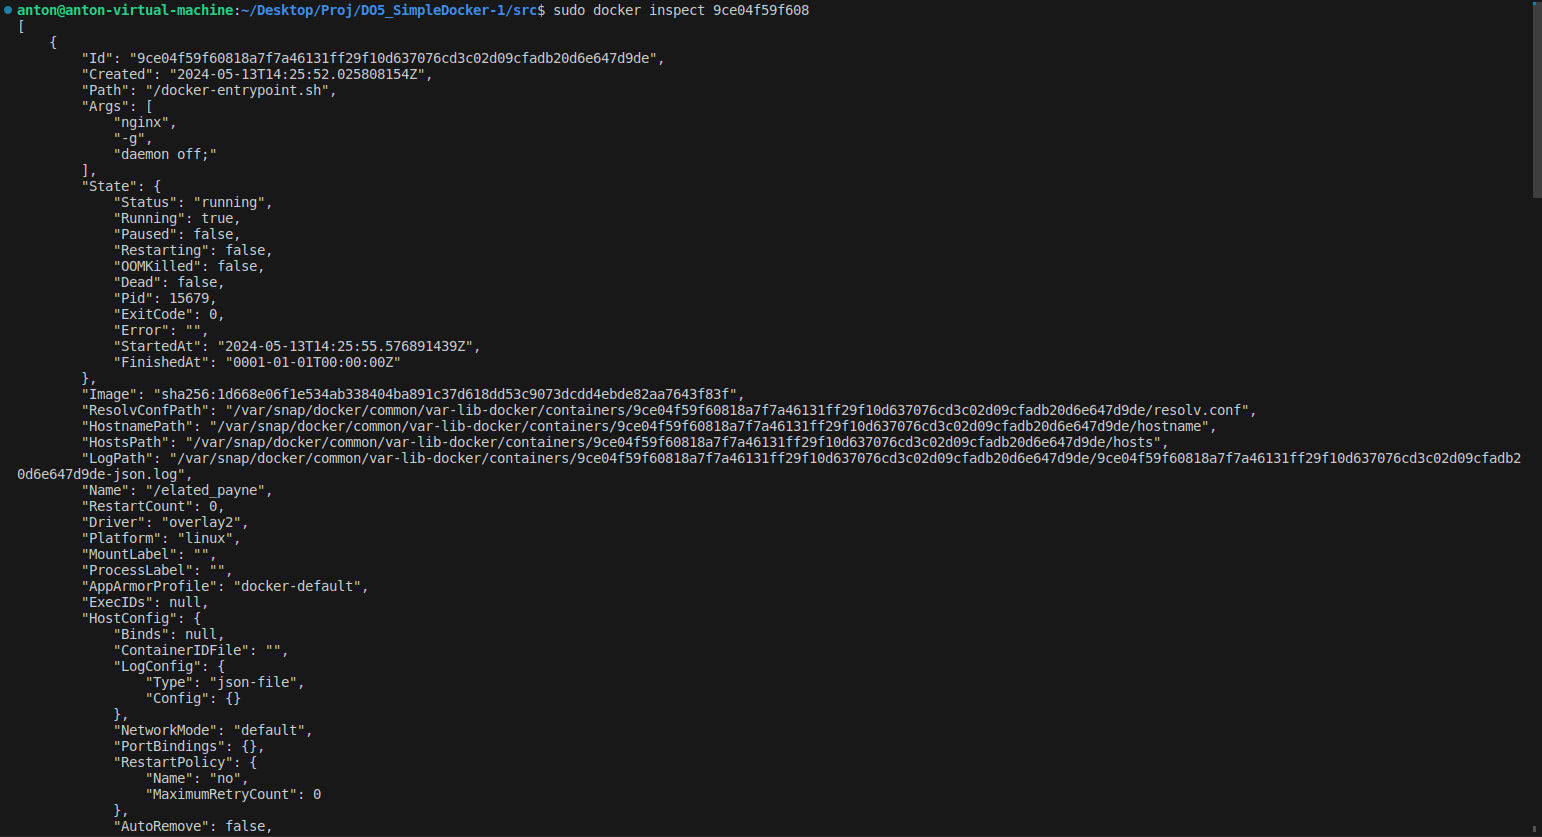 anton@anton-virtual-machine:~/Desktop/Proj/DO5_SimpleDocker-1/src$ sudo docker inspect 9ce04f59f608
[
    {
        "Id": "9ce04f59f60818a7f7a46131ff29f10d637076cd3c02d09cfadb20d6e647d9de",
        "Created": "2024-05-13T14:25:52.025808154Z",
        "Path": "/docker-entrypoint.sh",
        "Args": [
            "nginx",
            "-g",
            "daemon off;"
        ],
        "State": {
            "Status": "running",
            "Running": true,
            "Paused": false,
            "Restarting": false,
            "OOMKilled": false,
            "Dead": false,
            "Pid": 15679,
            "ExitCode": 0,
            "Error": "",
            "StartedAt": "2024-05-13T14:25:55.576891439Z",
            "FinishedAt": "0001-01-01T00:00:00Z"
        },
        "Image": "sha256:1d668e06f1e534ab338404ba891c37d618dd53c9073dcdd4ebde82aa7643f83f",
        "ResolvConfPath": "/var/snap/docker/common/var-lib-docker/containers/9ce04f59f60818a7f7a46131ff29f10d637076cd3c02d09cfadb20d6e647d9de/resolv.conf",
        "HostnamePath": "/var/snap/docker/common/var-lib-docker/containers/9ce04f59f60818a7f7a46131ff29f10d637076cd3c02d09cfadb20d6e647d9de/hostname",
        "HostsPath": "/var/snap/docker/common/var-lib-docker/containers/9ce04f59f60818a7f7a46131ff29f10d637076cd3c02d09cfadb20d6e647d9de/hosts",
        "LogPath": "/var/snap/docker/common/var-lib-docker/containers/9ce04f59f60818a7f7a46131ff29f10d637076cd3c02d09cfadb20d6e647d9de/9ce04f59f60818a7f7a46131ff29f10d637076cd3c02d09cfadb2
0d6e647d9de-json.log",
        "Name": "/elated_payne",
        "RestartCount": 0,
        "Driver": "overlay2",
        "Platform": "linux",
        "MountLabel": "",
        "ProcessLabel": "",
        "AppArmorProfile": "docker-default",
        "ExecIDs": null,
        "HostConfig": {
            "Binds": null,
            "ContainerIDFile": "",
            "LogConfig": {
                "Type": "json-file",
                "Config": {}
            },
            "NetworkMode": "default",
            "PortBindings": {},
            "RestartPolicy": {
                "Name": "no",
                "MaximumRetryCount": 0
            },
            "AutoRemove": false,